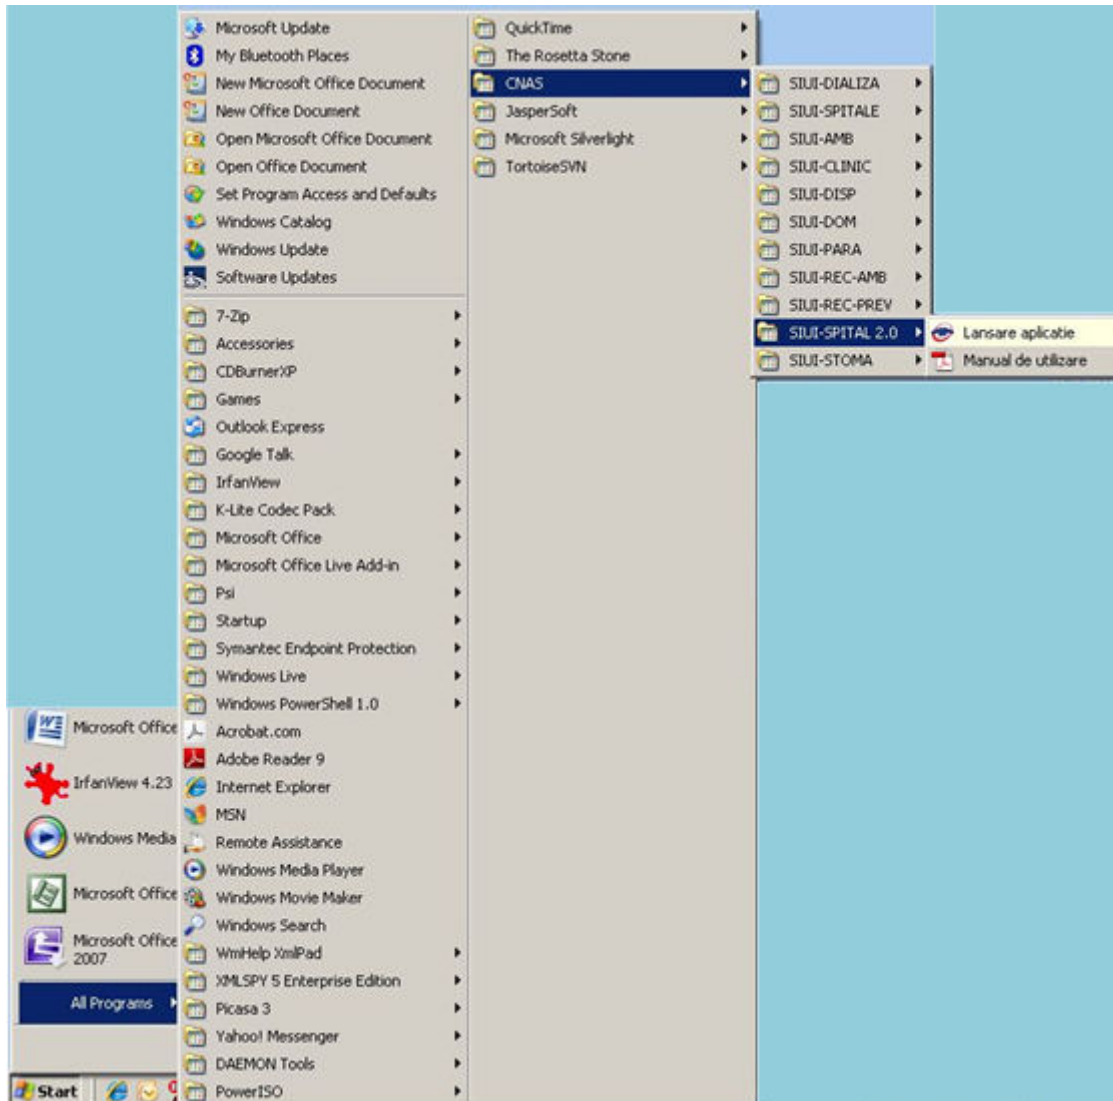 Microsoft Update
My Bluetooth Places
New Microsoft Office Document
New Office Document
Open Microsoft Office Document
Open Office Document
Set Program Access and Defaults
Windows Catalog
Windows Update
Software Updates
7-Zip
Accessories
CDBurnerXP
Games
Outlook Express
Google Talk
IrfanView
K-Lite Codec Pack
Microsoft Office
Microsoft Office Live Add-in
Psi
Startup
Symantec Endpoint Protection
Windows Live
Windows PowerShell 1.0
Acrobat.com
Adobe Reader 9
Internet Explorer
MSN
Remote Assistance
Windows Media Player
Windows Movie Maker
Windows Search
WmHelp XmlPad
XMLSPY 5 Enterprise Edition
Picasa 3
Yahoo! Messenger
DAEMON Tools
PowerISO
QuickTime
The Rosetta Stone
CNAS
JasperSoft
Microsoft Silverlight
TortoiseSVN
SIUI-DIALIZA
SIUI-SPITALE
SIUI-AMB
SIUI-CLINIC
SIUI-DISP
SIUI-DOM
SIUI-PARA
SIUI-REC-AMB
SIUI-REC-PREV
SIUI-SPITAL 2.0
SIUI-STOMA
Lansare aplicatie
Manual de utilizare
Microsoft Office
IrfanView 4.23
Windows Media
Microsoft Office
Microsoft Office
2007
All Programs
Start